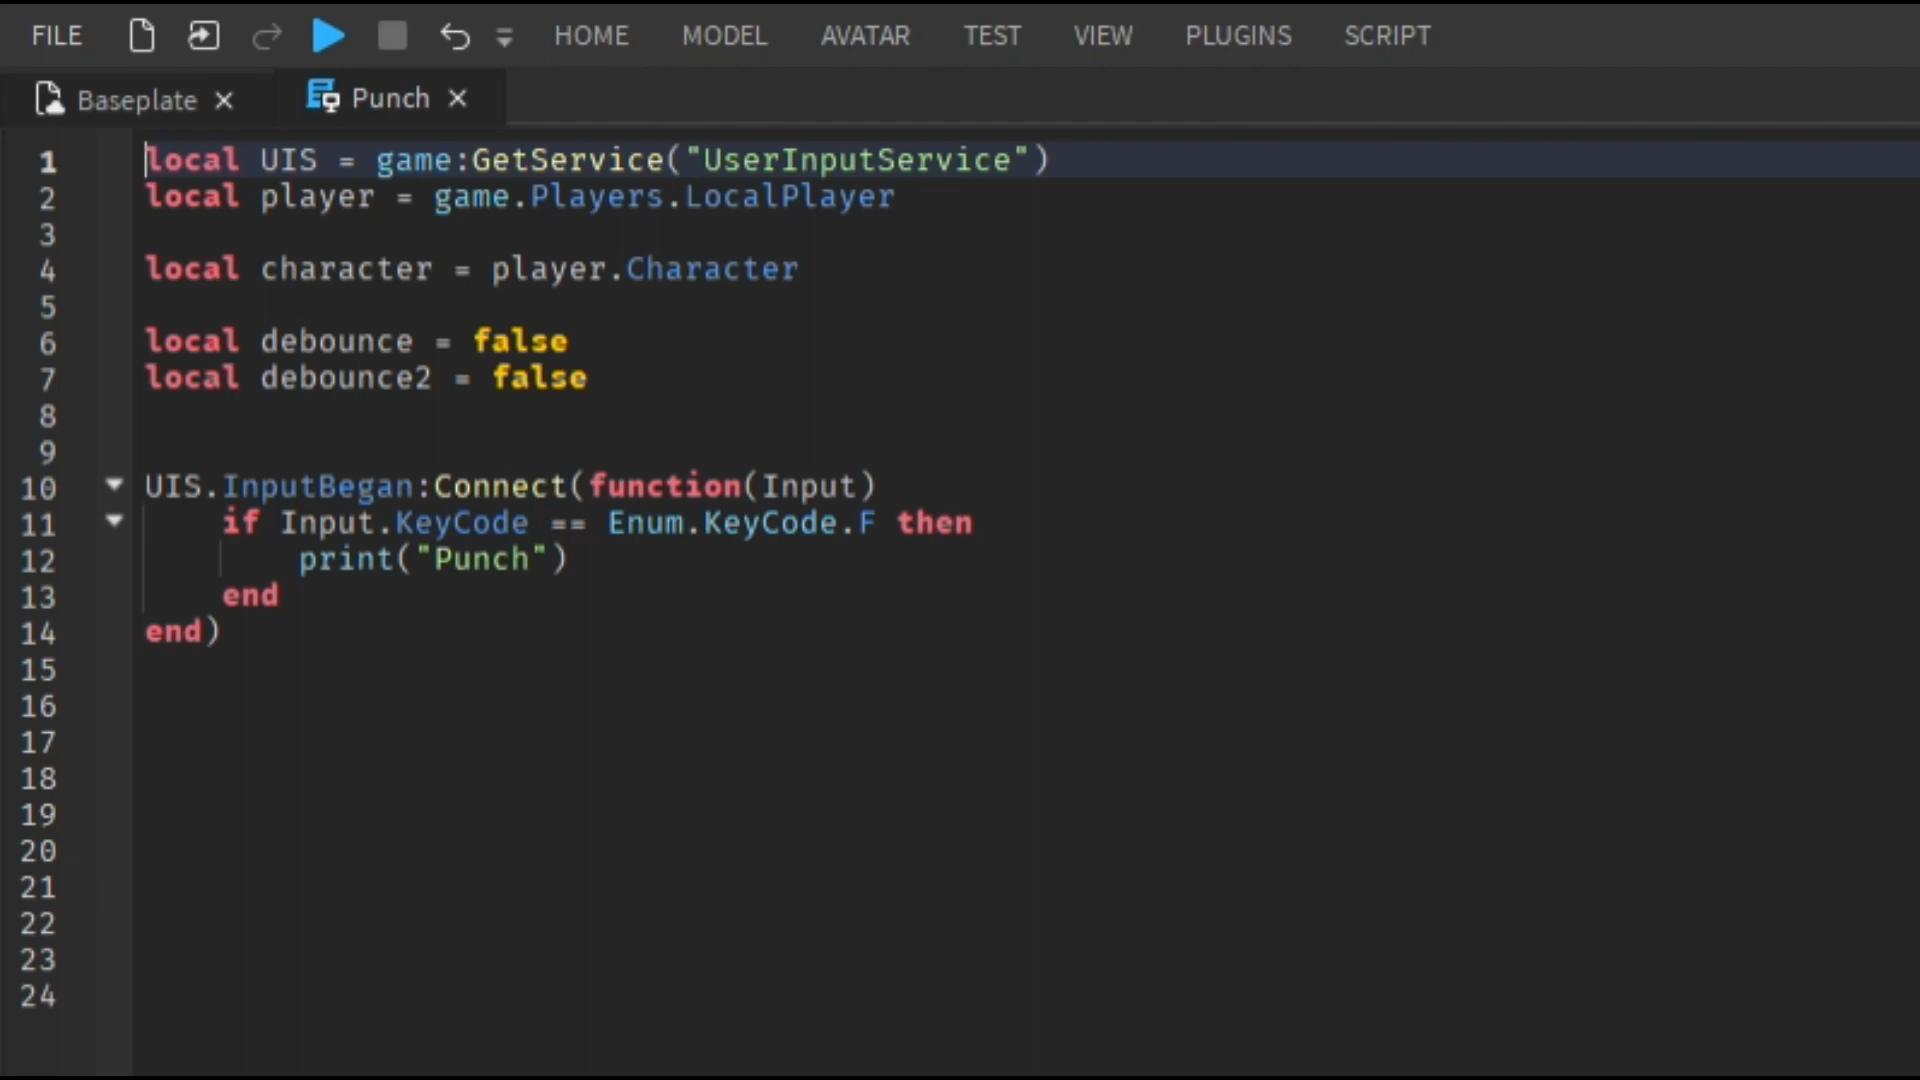 FILE HOME MODEL AVATAR TEST VIEW PLUGINS SCRIPT
Baseplate Punch
1 local UIS = game:GetService("UserInputService")
2 local player = game.Players.LocalPlayer
3
4 local character = player.Character
5
6 local debounce = false
7 local debounce2 = false
8
9
10 UIS.InputBegan:Connect(function(Input)
11 if Input.KeyCode == Enum.KeyCode.F then
12 print("Punch")
13 end
14 end)
15
16
17
18
19
20
21
22
23
24